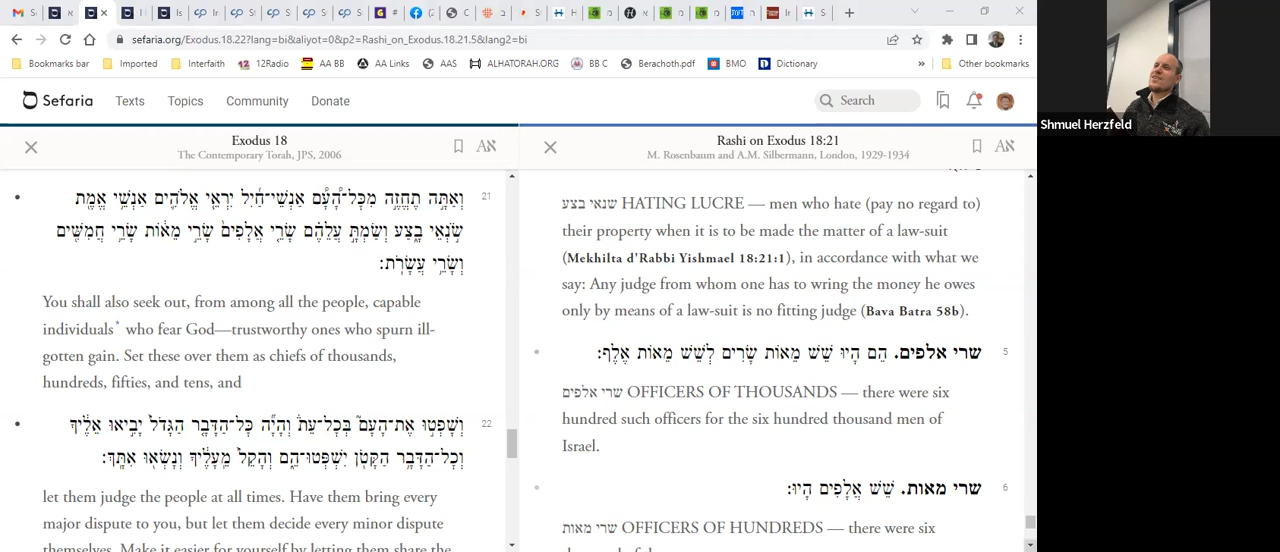 sefaria.org/Exodus.18.22?lang=bi&aliyot=0&p2=Rashi_on_Exodus.18.21.5&lang2=bi
Bookmarks bar Imported Interfaith 12Radio AA BB AA Links AAS ALHATORAH.ORG BB C Berachoth.pdf BMO Dictionary » Other bookmarks
Sefaria Texts Topics Community Donate Search
Shmuel Herzfeld
Exodus 18
The Contemporary Torah, JPS, 2006
21
וְאַתָּ֣ה תֶחֱזֶ֣ה מִכׇּל־הָ֠עָ֠ם אַנְשֵׁי־חַ֜יִל יִרְאֵ֧י אֱלֹהִ֛ים אַנְשֵׁ֥י אֱמֶ֖ת
שֹׂ֣נְאֵי בָ֑צַע וְשַׂמְתָּ֣ עֲלֵהֶ֗ם שָׂרֵ֤י אֲלָפִים֙ שָׂרֵ֣י מֵא֔וֹת שָׂרֵ֥י חֲמִשִּׁ֖ים
וְשָׂרֵ֥י עֲשָׂרֹֽת׃
You shall also seek out, from among all the people, capable
individuals* who fear God—trustworthy ones who spurn ill-
gotten gain. Set these over them as chiefs of thousands,
hundreds, fifties, and tens, and
22
וְשָׁפְט֣וּ אֶת־הָעָם֮ בְּכׇל־עֵת֒ וְהָיָ֞ה כׇּל־הַדָּבָ֤ר הַגָּדֹל֙ יָבִ֣יאוּ אֵלֶ֔יךָ
וְכׇל־הַדָּבָ֥ר הַקָּטֹ֖ן יִשְׁפְּטוּ־הֵ֑ם וְהָקֵל֙ מֵֽעָלֶ֔יךָ וְנָשְׂא֖וּ אִתָּֽךְ׃
let them judge the people at all times. Have them bring every
major dispute to you, but let them decide every minor dispute
themselves. Make it easier for yourself by letting them share the
Rashi on Exodus 18:21
M. Rosenbaum and A.M. Silbermann, London, 1929-1934
שנאי בצע HATING LUCRE — men who hate (pay no regard to)
their property when it is to be made the matter of a law-suit
(Mekhilta d'Rabbi Yishmael 18:21:1), in accordance with what we
say: Any judge from whom one has to wring the money he owes
only by means of a law-suit is no fitting judge (Bava Batra 58b).
5
שרי אלפים. הֵם הָיוּ שֵׁשׁ מֵאוֹת שָׂרִים לְשֵׁשׁ מֵאוֹת אֶלֶף:
שרי אלפים OFFICERS OF THOUSANDS — there were six
hundred such officers for the six hundred thousand men of
Israel.
6
שרי מאות. שֵׁשׁ אֲלָפִים הָיוּ:
שרי מאות OFFICERS OF HUNDREDS — there were six